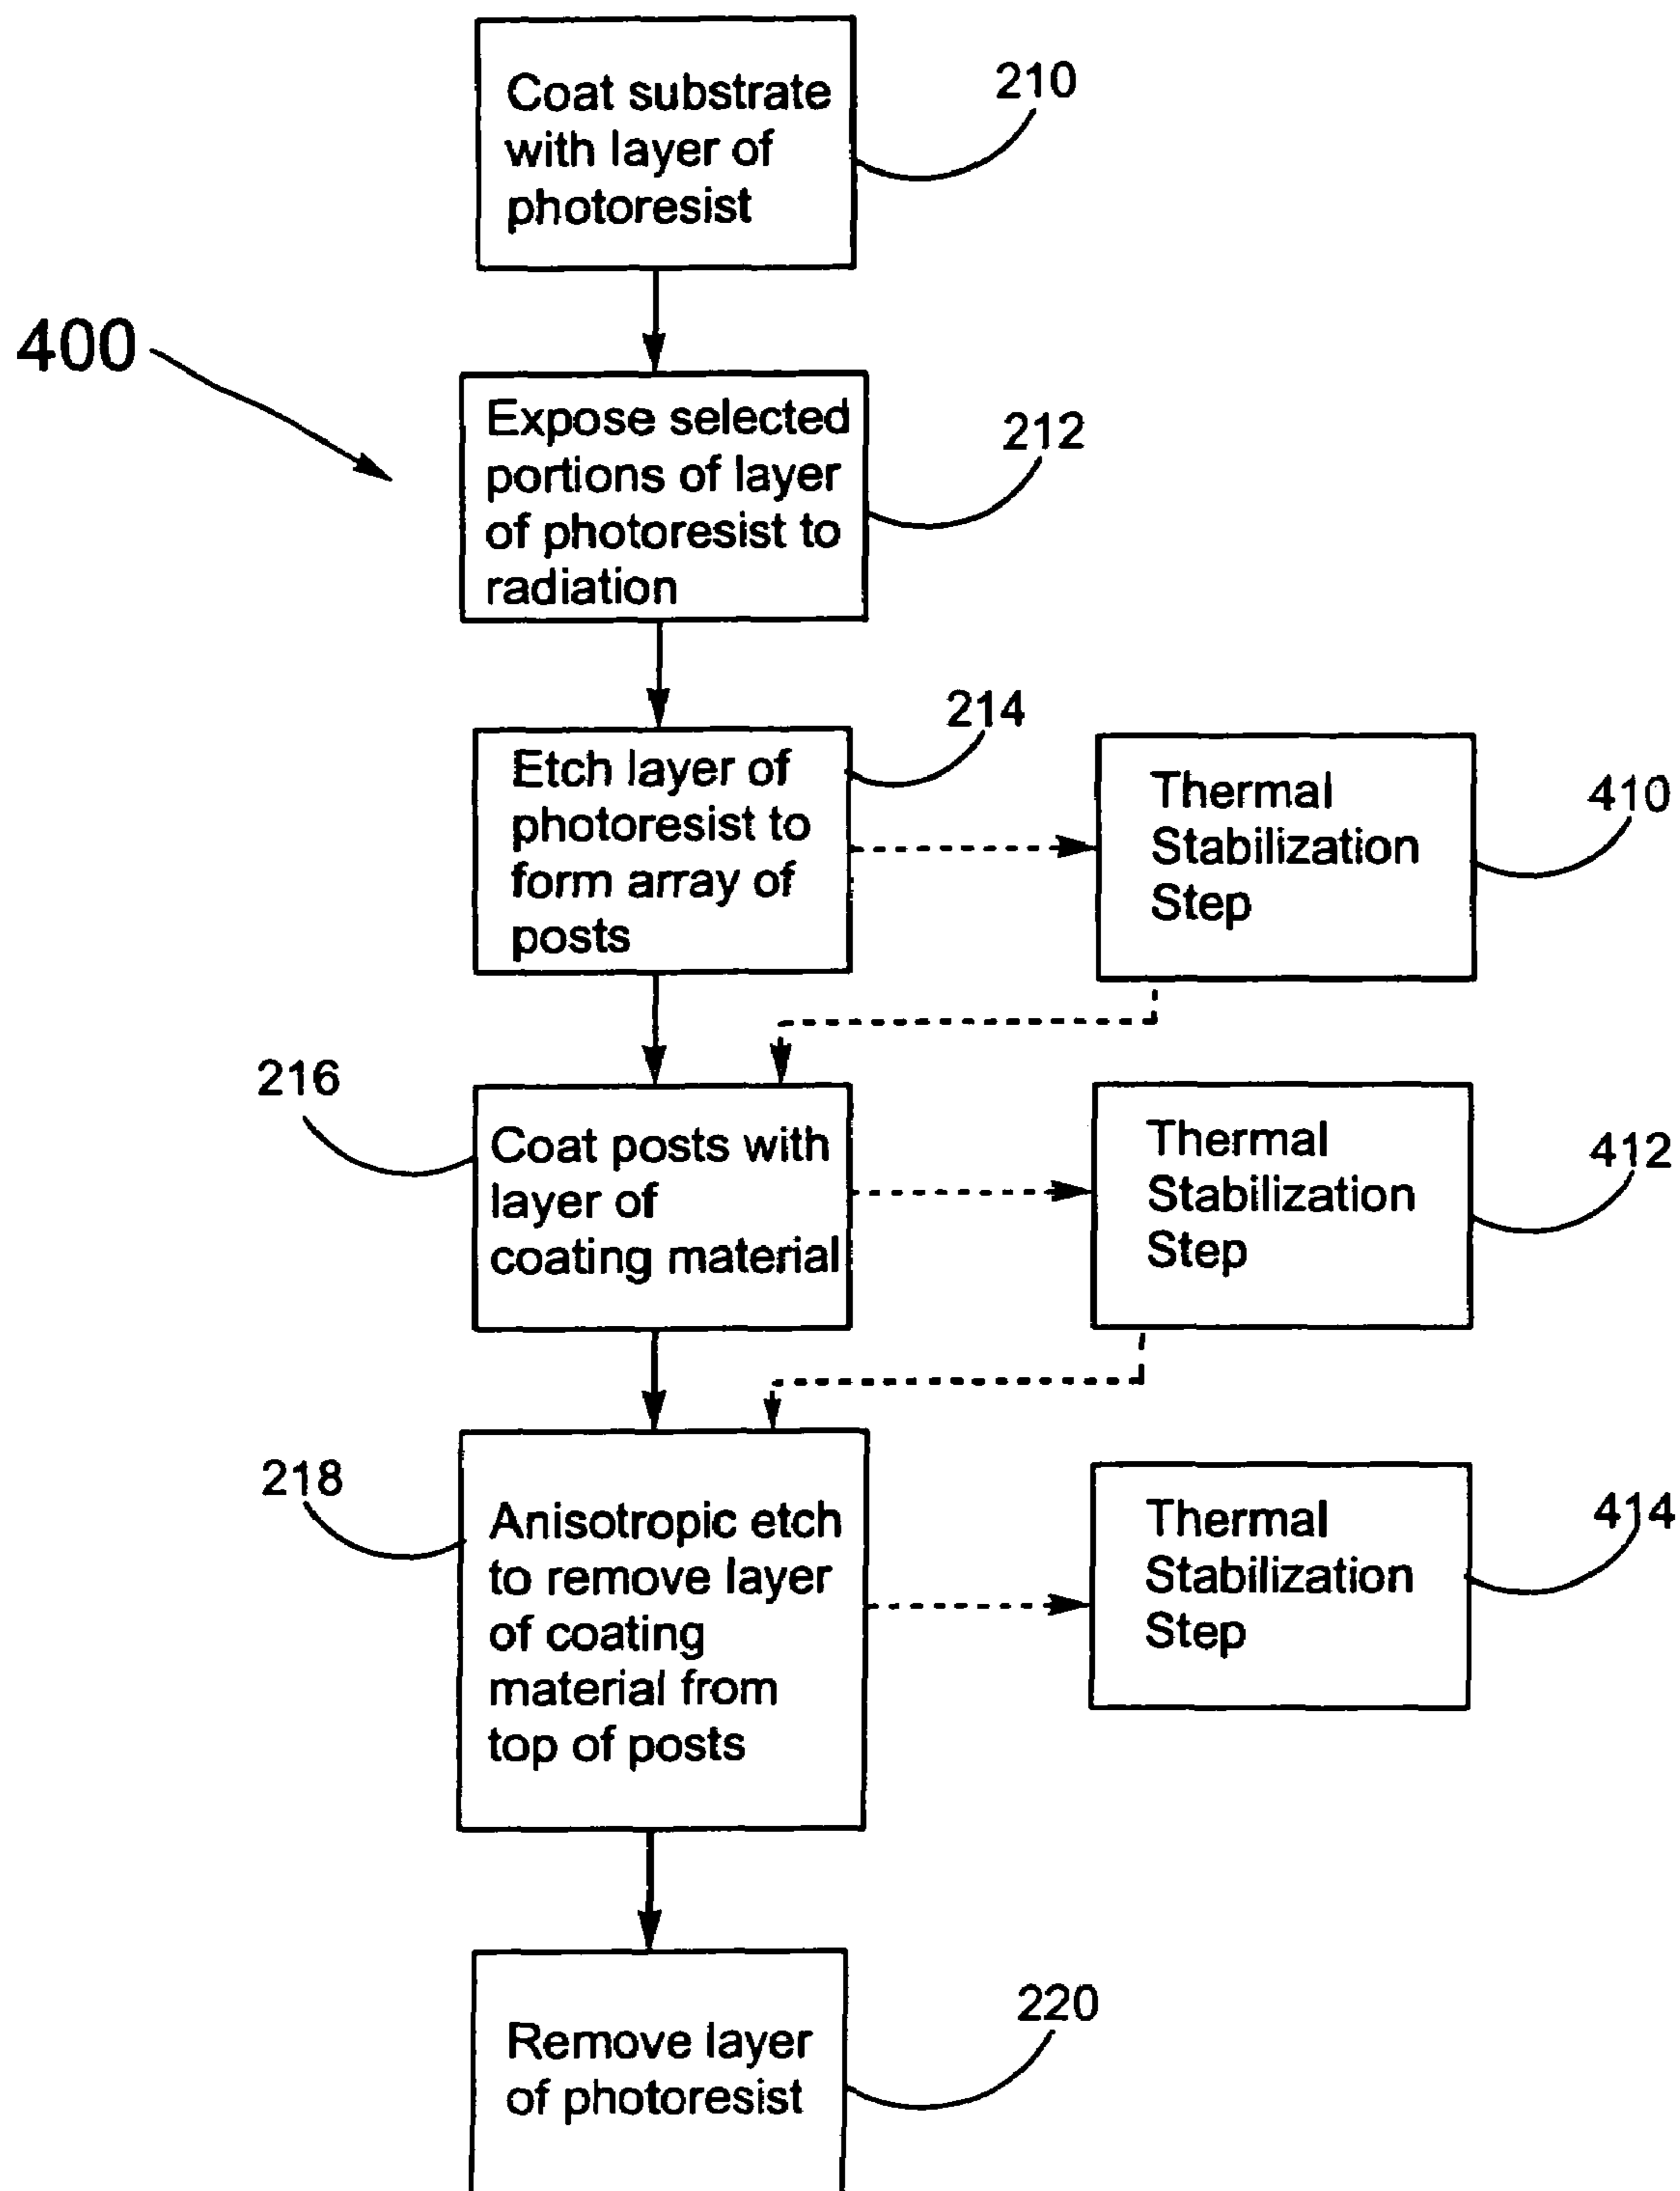 Coat substrate
with layer of
photoresist
210
400
Expose selected
portions of layer
of photoresist to
radiation
212
Etch layer of
photoresist to
form array of
posts
214
Thermal
Stabilization
Step
410
216
Coat posts with
layer of
coating material
Thermal
Stabilization
Step
412
218
Anisotropic etch
to remove layer
of coating
material from
top of posts
Thermal
Stabilization
Step
414
Remove layer
of photoresist
220